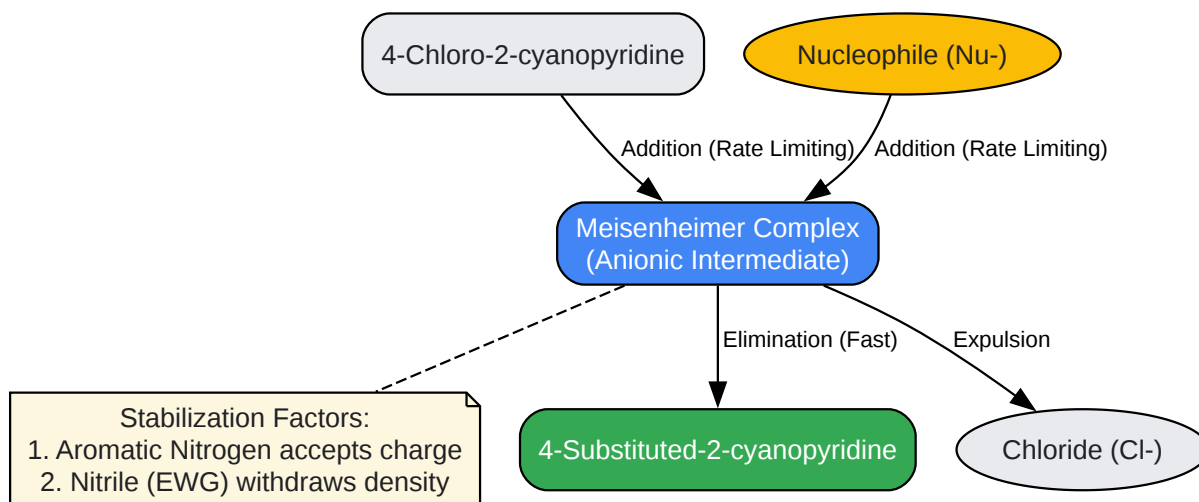 4-Chloro-2-cyanopyridine
Nucleophile (Nu-)
Addition (Rate Limiting)
Addition (Rate Limiting)
Meisenheimer Complex
(Anionic Intermediate)
Elimination (Fast)
Expulsion
Stabilization Factors:
1. Aromatic Nitrogen accepts charge
2. Nitrile (EWG) withdraws density
4-Substituted-2-cyanopyridine
Chloride (Cl-)